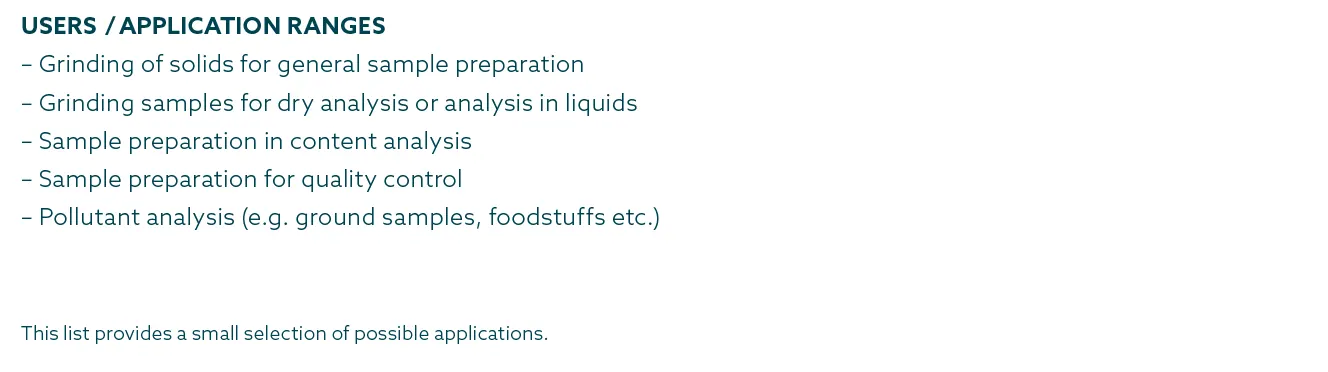 USERS / APPLICATION RANGES
– Grinding of solids for general sample preparation
– Grinding samples for dry analysis or analysis in liquids
– Sample preparation in content analysis
– Sample preparation for quality control
– Pollutant analysis (e.g. ground samples, foodstuffs etc.)
This list provides a small selection of possible applications.